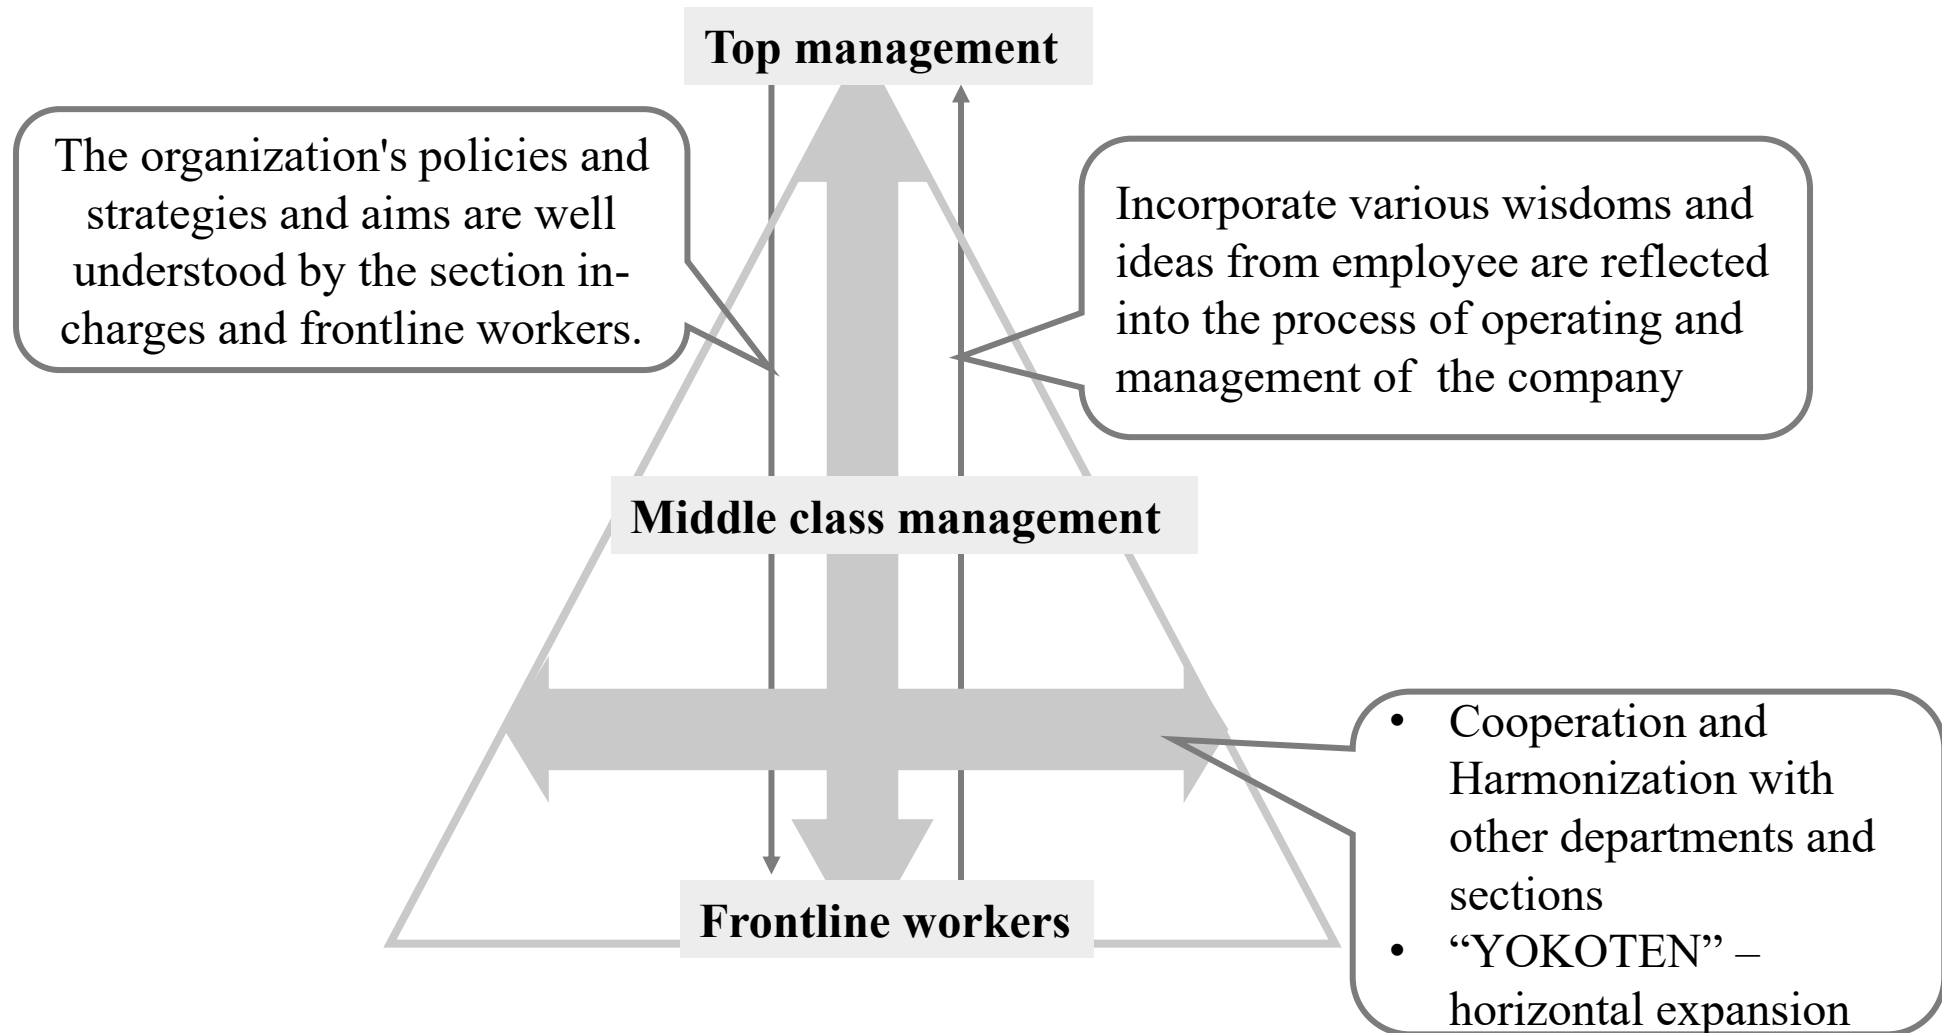 Top management
The organization's policies and
strategies and aims are well
understood by the section in-
charges and frontline workers.
Incorporate various wisdoms and
ideas from employee are reflected
into the process of operating and
management of  the company
Middle class management
• Cooperation and
Harmonization with
other departments and
sections
• “YOKOTEN” –
horizontal expansion
Frontline workers